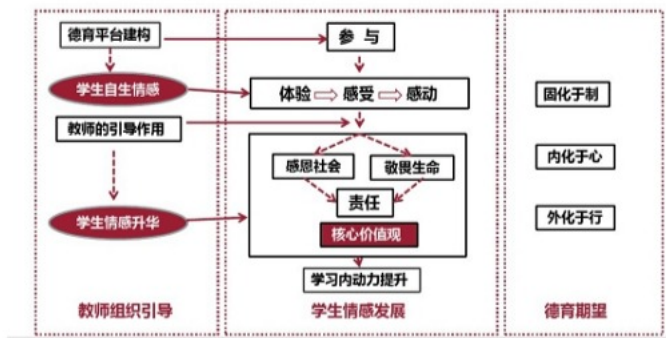 德育平台建构
学生自生情感
教师的引导作用
学生情感升华
教师组织引导
参 与
体验 感受 感动
感恩社会 敬畏生命
责任
核心价值观
学习内动力提升
学生情感发展
固化于制
内化于心
外化于行
德育期望